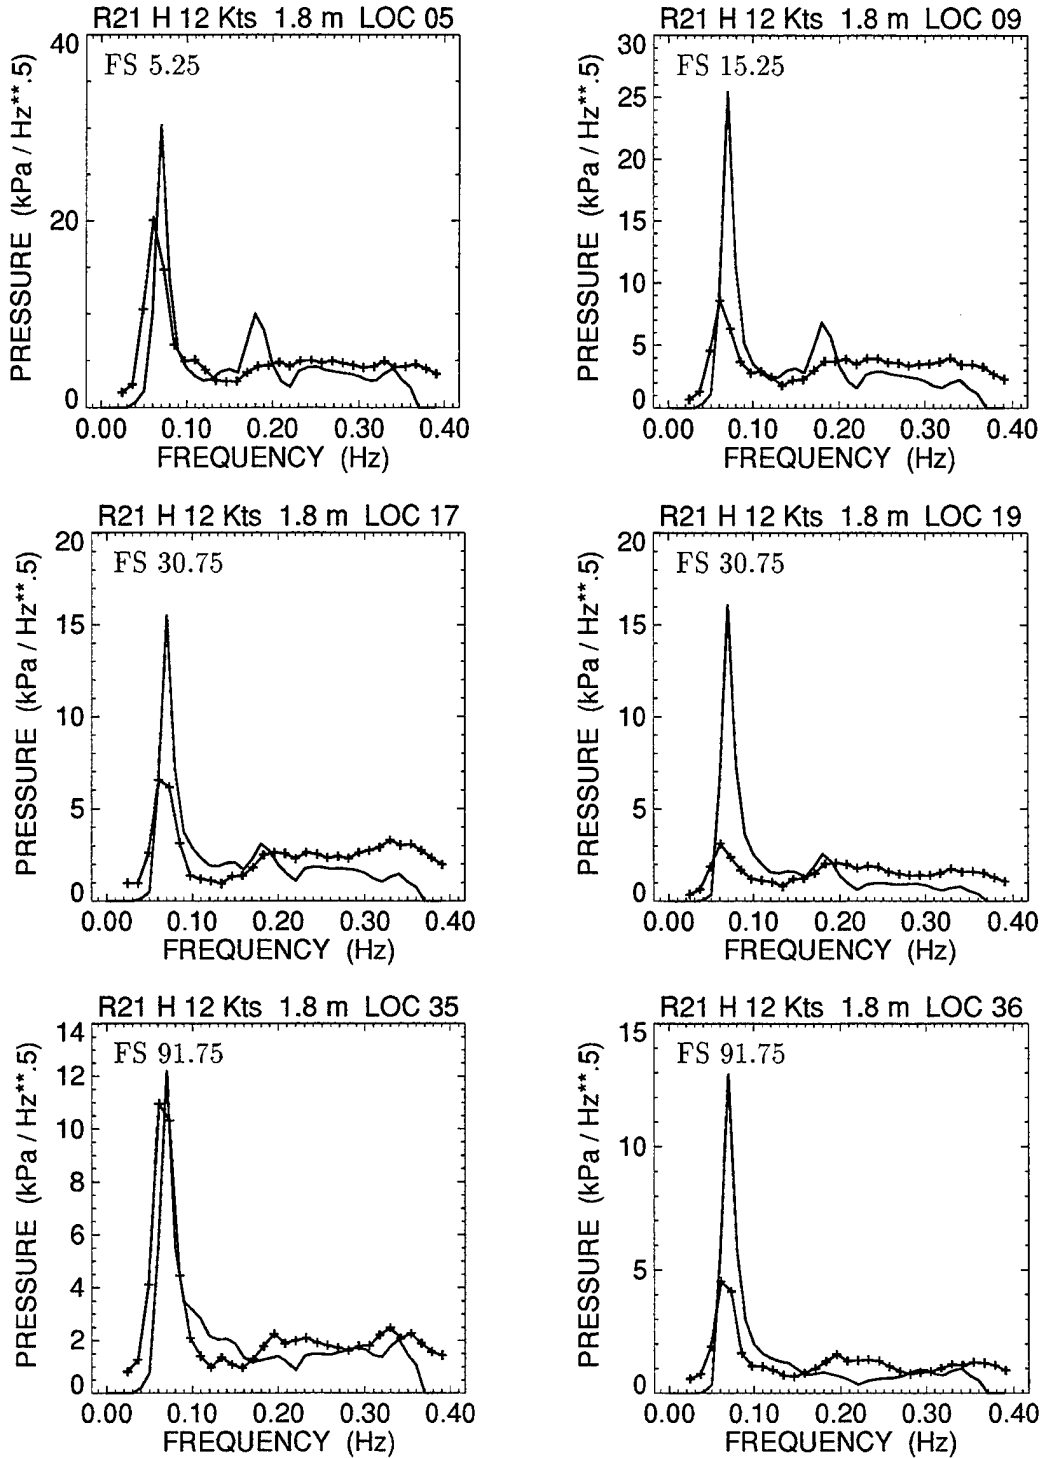 R21 H 12 Kts 1.8 m LOC 05
FS 5.25
PRESSURE (kPa / Hz**.5)
40
20
0
0.00 0.10 0.20 0.30 0.40
FREQUENCY (Hz)
R21 H 12 Kts 1.8 m LOC 09
FS 15.25
PRESSURE (kPa / Hz**.5)
30
25
20
15
10
5
0
0.00 0.10 0.20 0.30 0.40
FREQUENCY (Hz)
R21 H 12 Kts 1.8 m LOC 17
FS 30.75
PRESSURE (kPa / Hz**.5)
20
15
10
5
0
0.00 0.10 0.20 0.30 0.40
FREQUENCY (Hz)
R21 H 12 Kts 1.8 m LOC 19
FS 30.75
PRESSURE (kPa / Hz**.5)
20
15
10
5
0
0.00 0.10 0.20 0.30 0.40
FREQUENCY (Hz)
R21 H 12 Kts 1.8 m LOC 35
FS 91.75
PRESSURE (kPa / Hz**.5)
14
12
10
8
6
4
2
0
0.00 0.10 0.20 0.30 0.40
FREQUENCY (Hz)
R21 H 12 Kts 1.8 m LOC 36
FS 91.75
PRESSURE (kPa / Hz**.5)
15
10
5
0
0.00 0.10 0.20 0.30 0.40
FREQUENCY (Hz)